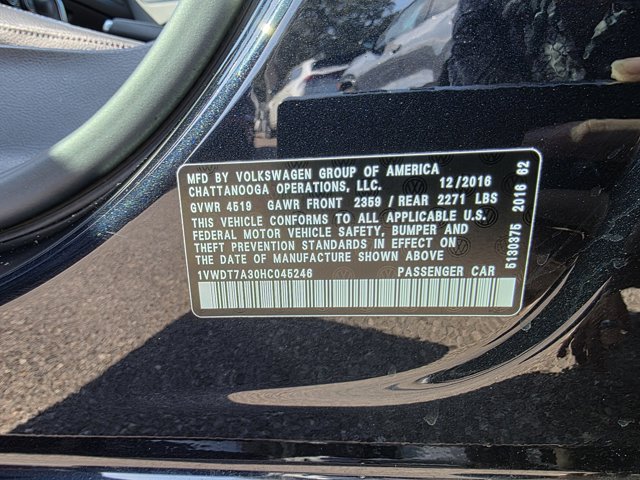 MFD BY VOLKSWAGEN GROUP OF AMERICA
CHATTANOOGA OPERATIONS, LLC. 12/2016
GVWR 4519 GAWR FRONT 2359 / REAR 2271 LBS
THIS VEHICLE CONFORMS TO ALL APPLICABLE U.S.
FEDERAL MOTOR VEHICLE SAFETY, BUMPER AND
THEFT PREVENTION STANDARDS IN EFFECT ON
THE DATE OF MANUFACTURE SHOWN ABOVE
1VWDT7A30HC045246 PASSENGER CAR
5130375 2016 62